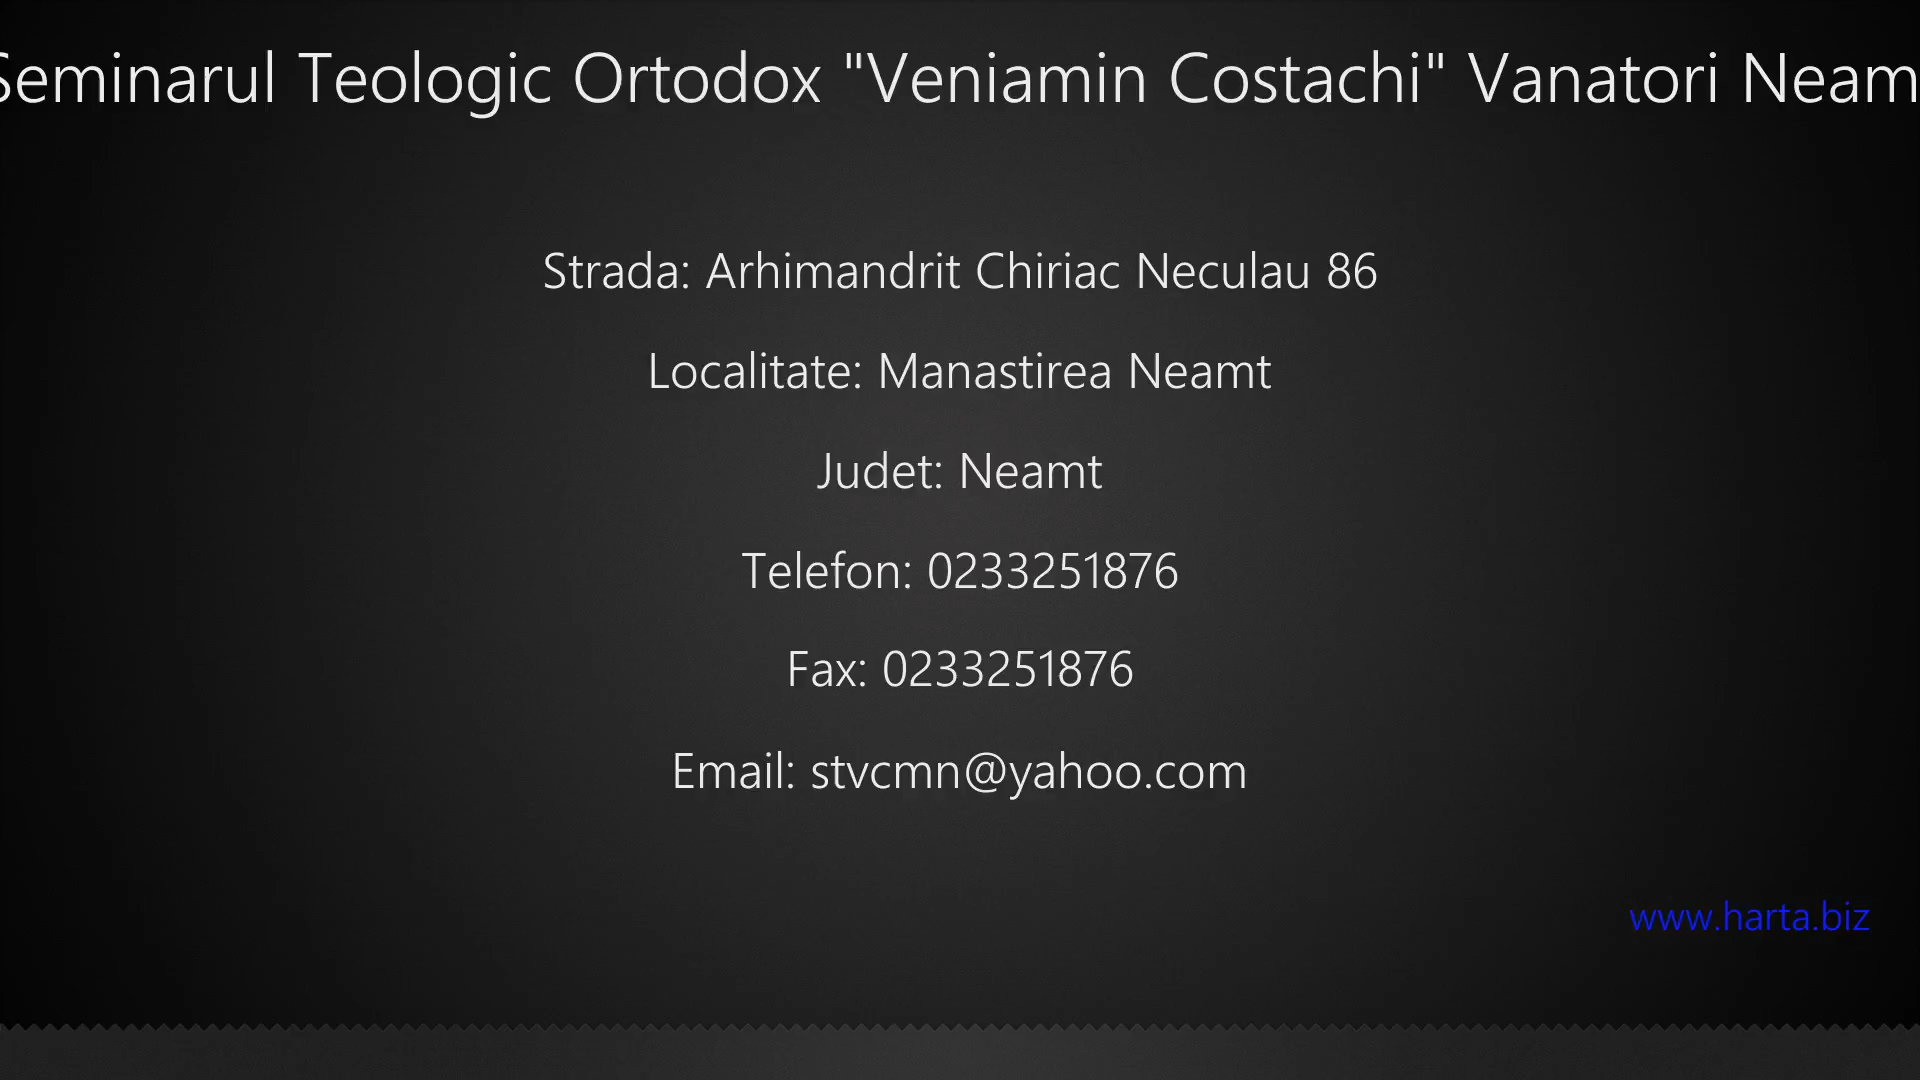 Seminarul Teologic Ortodox "Veniamin Costachi" Vanatori Neam
Strada: Arhimandrit Chiriac Neculau 86
Localitate: Manastirea Neamt
Judet: Neamt
Telefon: 0233251876
Fax: 0233251876
Email: stvcmn@yahoo.com
www.harta.biz